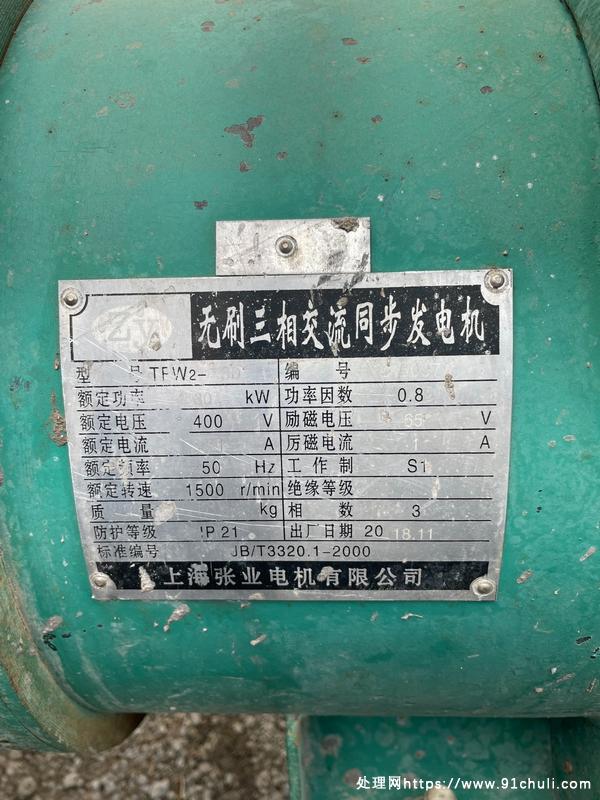 ZY 无刷三相交流同步发电机
型 号 TFW2- 编 号
额定功率 kW 功率因数 0.8
额定电压 400 V 励磁电压 V
额定电流 A 厉磁电流 A
额定频率 50 Hz 工作制 S1
额定转速 1500 r/min 绝缘等级
质 量 kg 相 数 3
防护等级 IP21 出厂日期 20 18.11
标准编号 JB/T3320.1-2000
上海张业电机有限公司
处理网https://www.91chuli.com